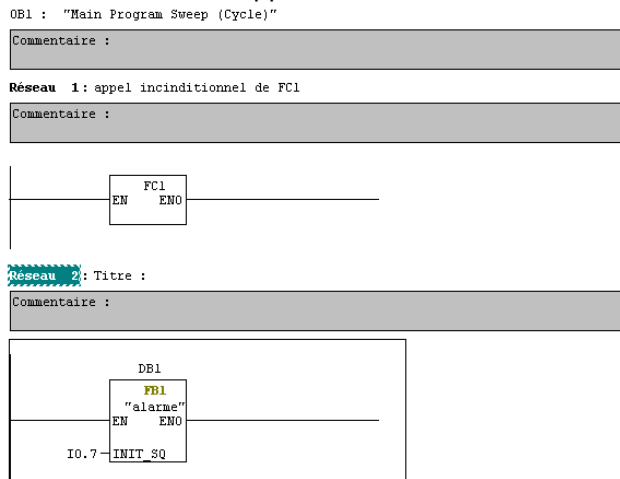 OB1 : "Main Program Sweep (Cycle)"
Commentaire :
Réseau 1: appel incinditionnel de FC1
Commentaire :
FC1
EN ENO
Réseau 2: Titre :
Commentaire :
DB1
FB1
"alarme"
EN ENO
I0.7 INIT_SQ